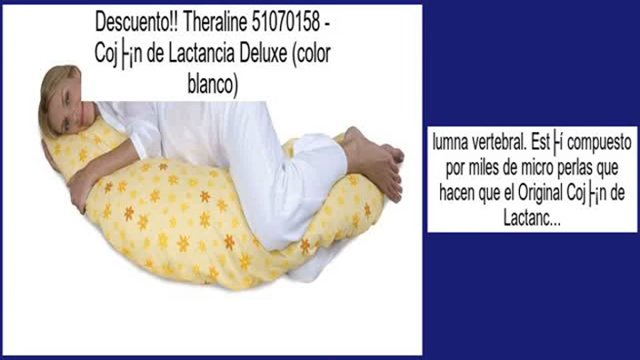 Descuento!! Theraline 51070158 -
Coj├¡n de Lactancia Deluxe (color
blanco)
lumna vertebral. Est├í compuesto
por miles de micro perlas que
hacen que el Original Coj├¡n de
Lactanc...